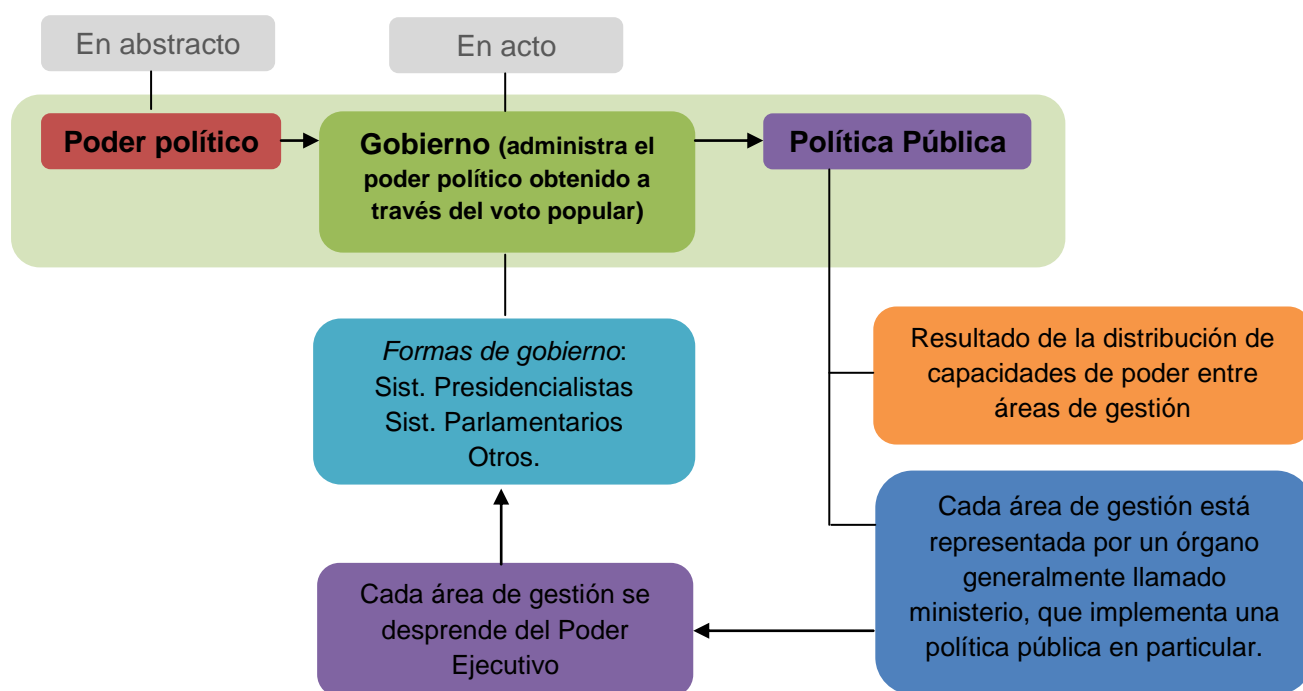 En abstracto
En acto
Poder político
Gobierno (administra el
poder político obtenido a
través del voto popular)
Política Pública
Formas de gobierno:
Sist. Presidencialistas
Sist. Parlamentarios
Otros.
Resultado de la distribución de
capacidades de poder entre
áreas de gestión
Cada área de gestión está
representada por un órgano
generalmente llamado
ministerio, que implementa una
política pública en particular.
Cada área de gestión se
desprende del Poder
Ejecutivo